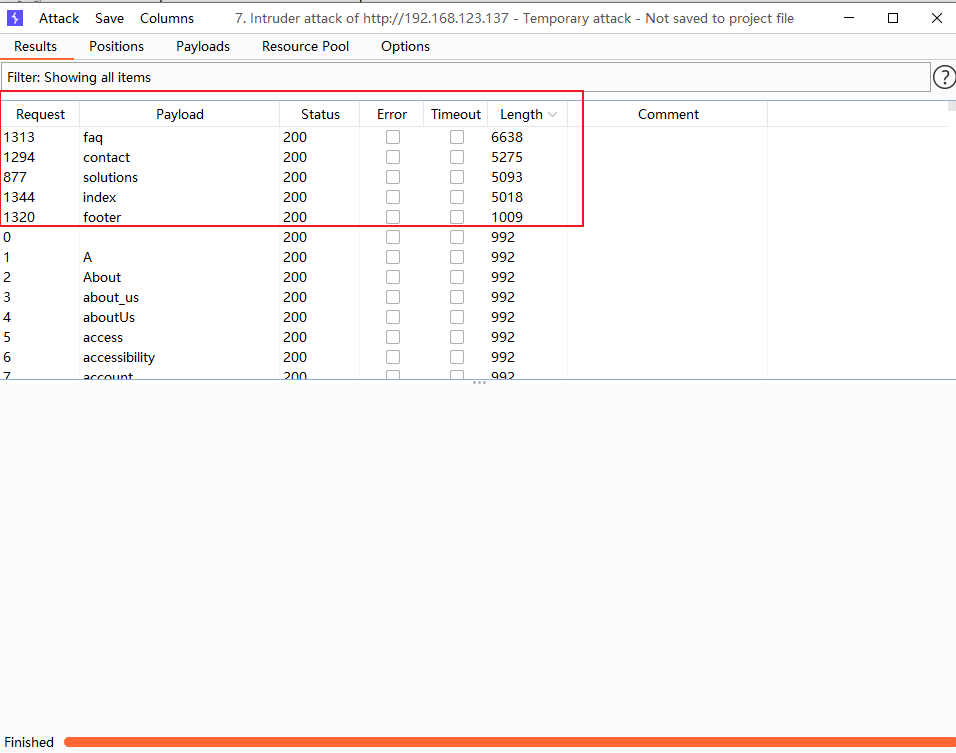 Attack Save Columns 7. Intruder attack of http://192.168.123.137 - Temporary attack - Not saved to project file
Results Positions Payloads Resource Pool Options
Filter: Showing all items
?
Request Payload Status Error Timeout Length Comment
1313 faq 200 6638
1294 contact 200 5275
877 solutions 200 5093
1344 index 200 5018
1320 footer 200 1009
0 200 992
1 A 200 992
2 About 200 992
3 about_us 200 992
4 aboutUs 200 992
5 access 200 992
6 accessibility 200 992
7 account 200 992
Finished